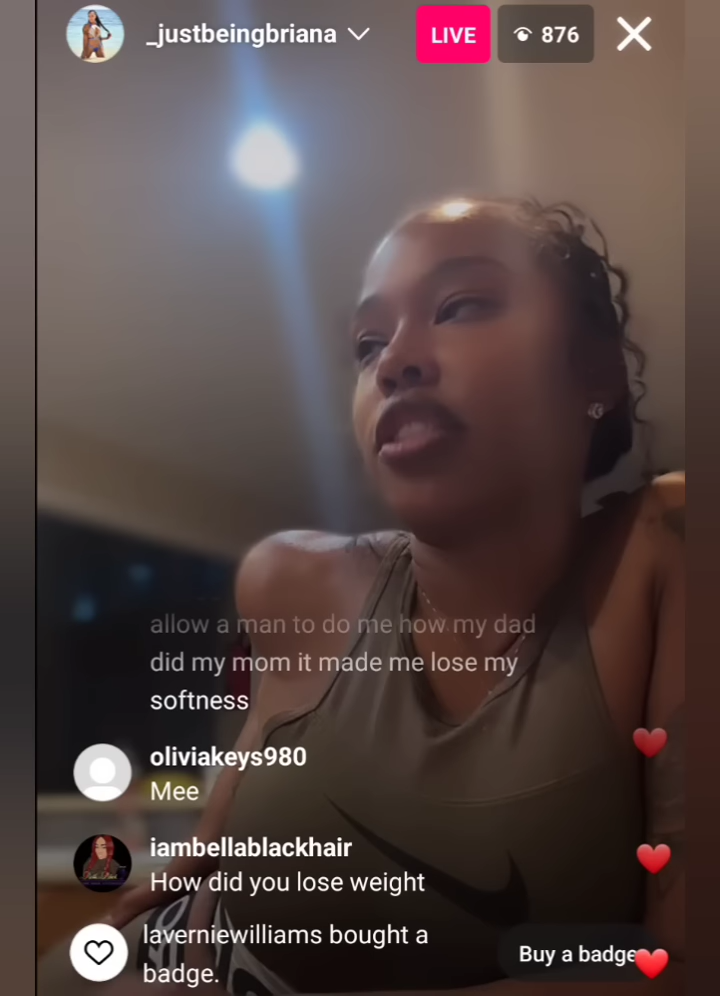 _justbeingbriana
LIVE
876
allow a man to do me how my dad
did my mom it made me lose my
softness
oliviakeys980
Mee
iambellablackhair
How did you lose weight
laverniewilliams bought a
badge.
Buy a badge